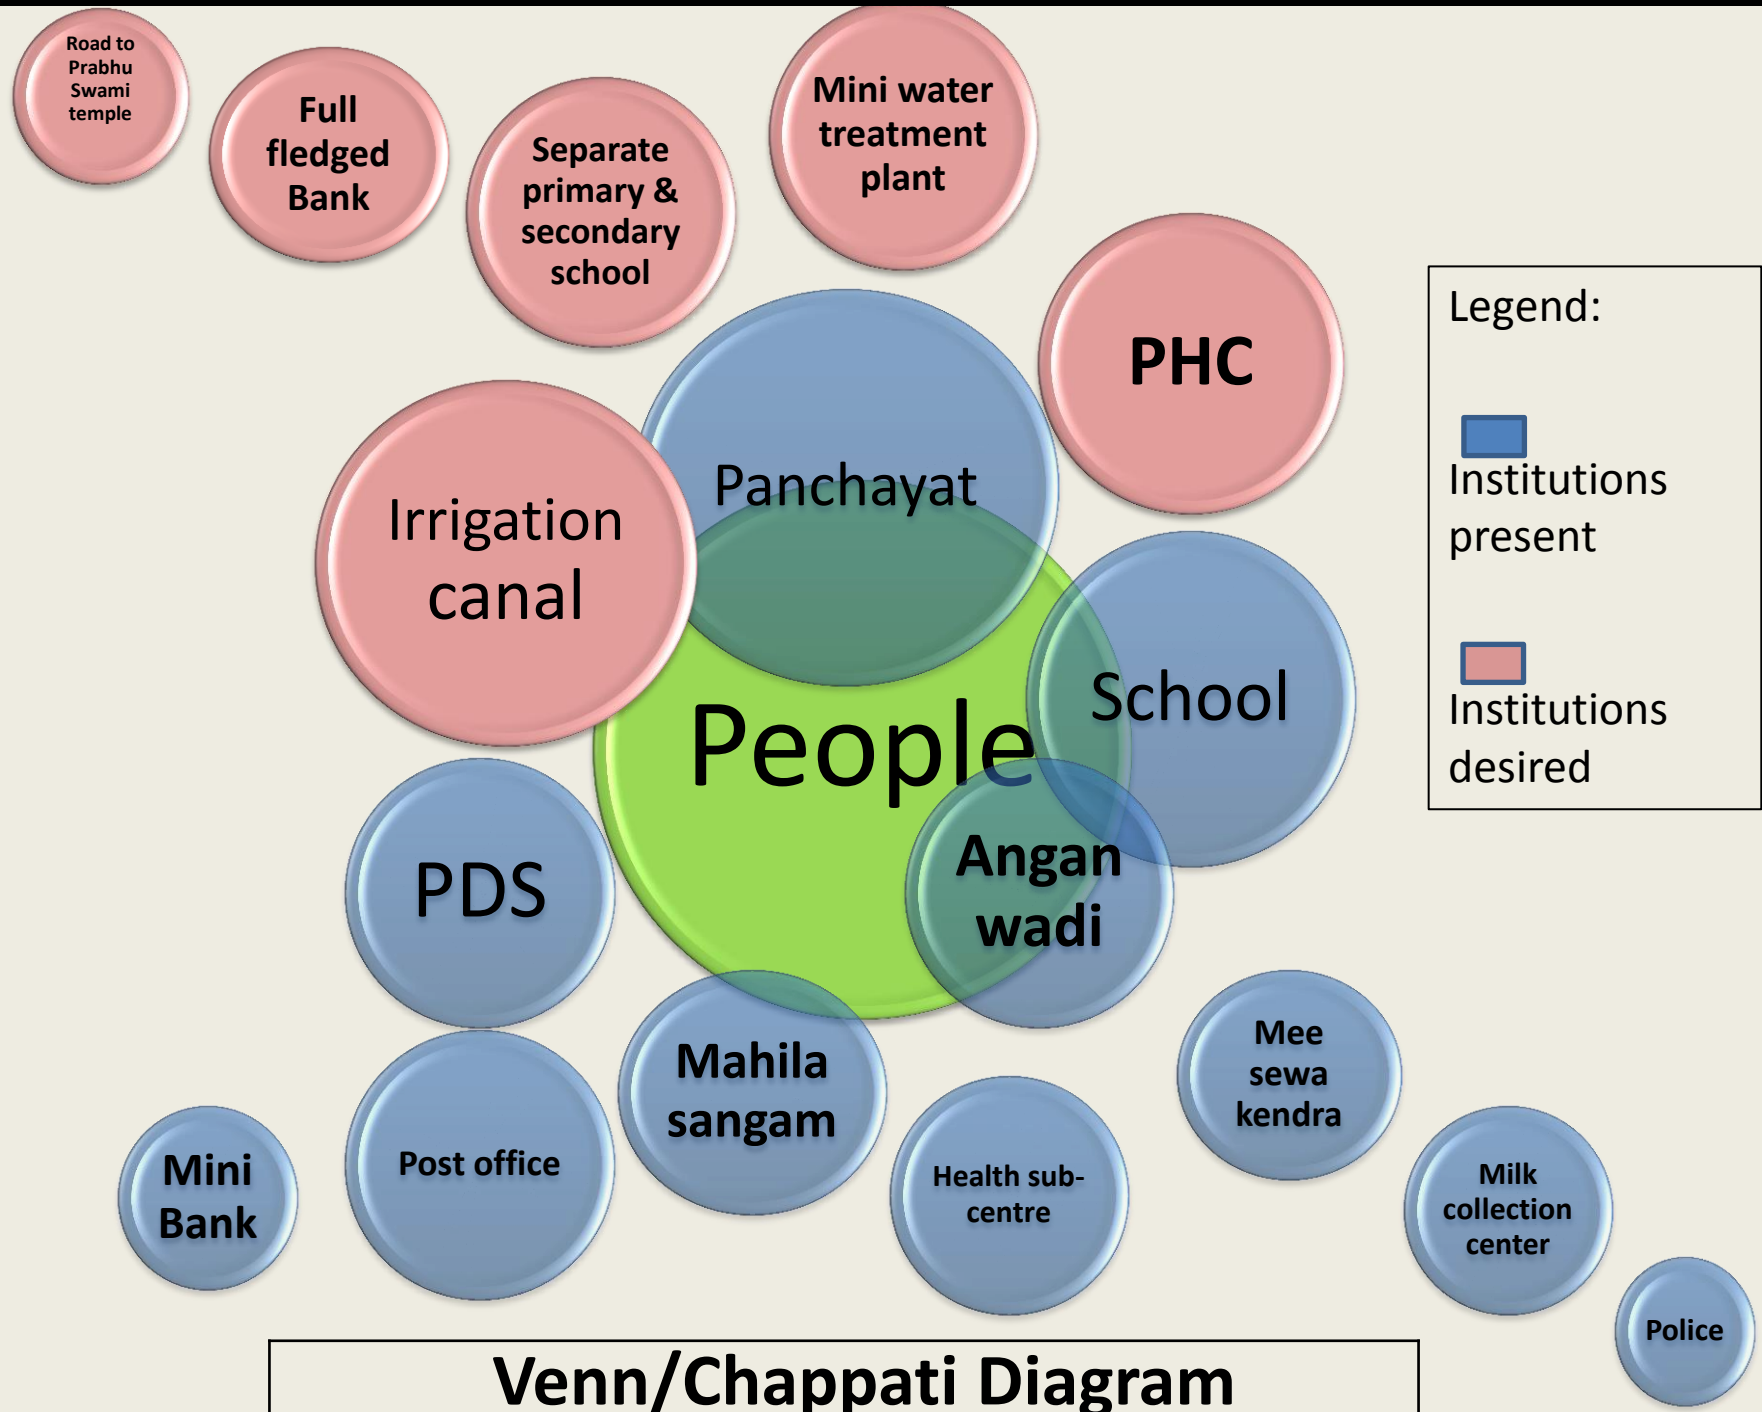 Road to
Prabhu
Swami
temple
Full
fledged
Bank
Separate
primary &
secondary
school
Mini water
treatment
plant
PHC
Irrigation
canal
Panchayat
School
People
Angan
wadi
PDS
Mahila
sangam
Post office
Mini
Bank
Health sub-
centre
Mee
sewa
kendra
Milk
collection
center
Police
Legend:
Institutions
present
Institutions
desired
Venn/Chappati Diagram